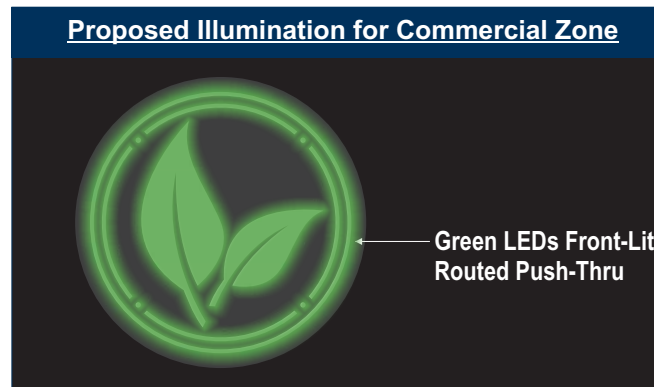 Proposed Illumination for Commercial Zone
Green LEDs Front-Lit
Routed Push-Thru